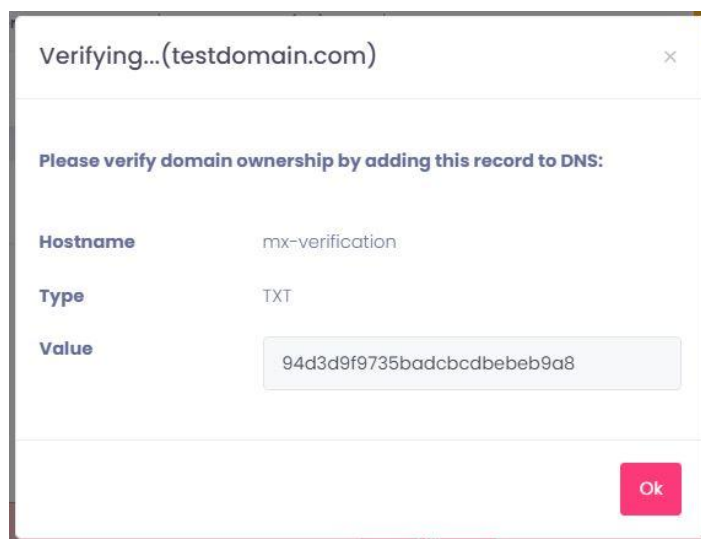 Verifying...(testdomain.com)
×
Please verify domain ownership by adding this record to DNS:
Hostname mx-verification
Type TXT
Value 94d3d9f9735badcbcdbebeb9a8
Ok